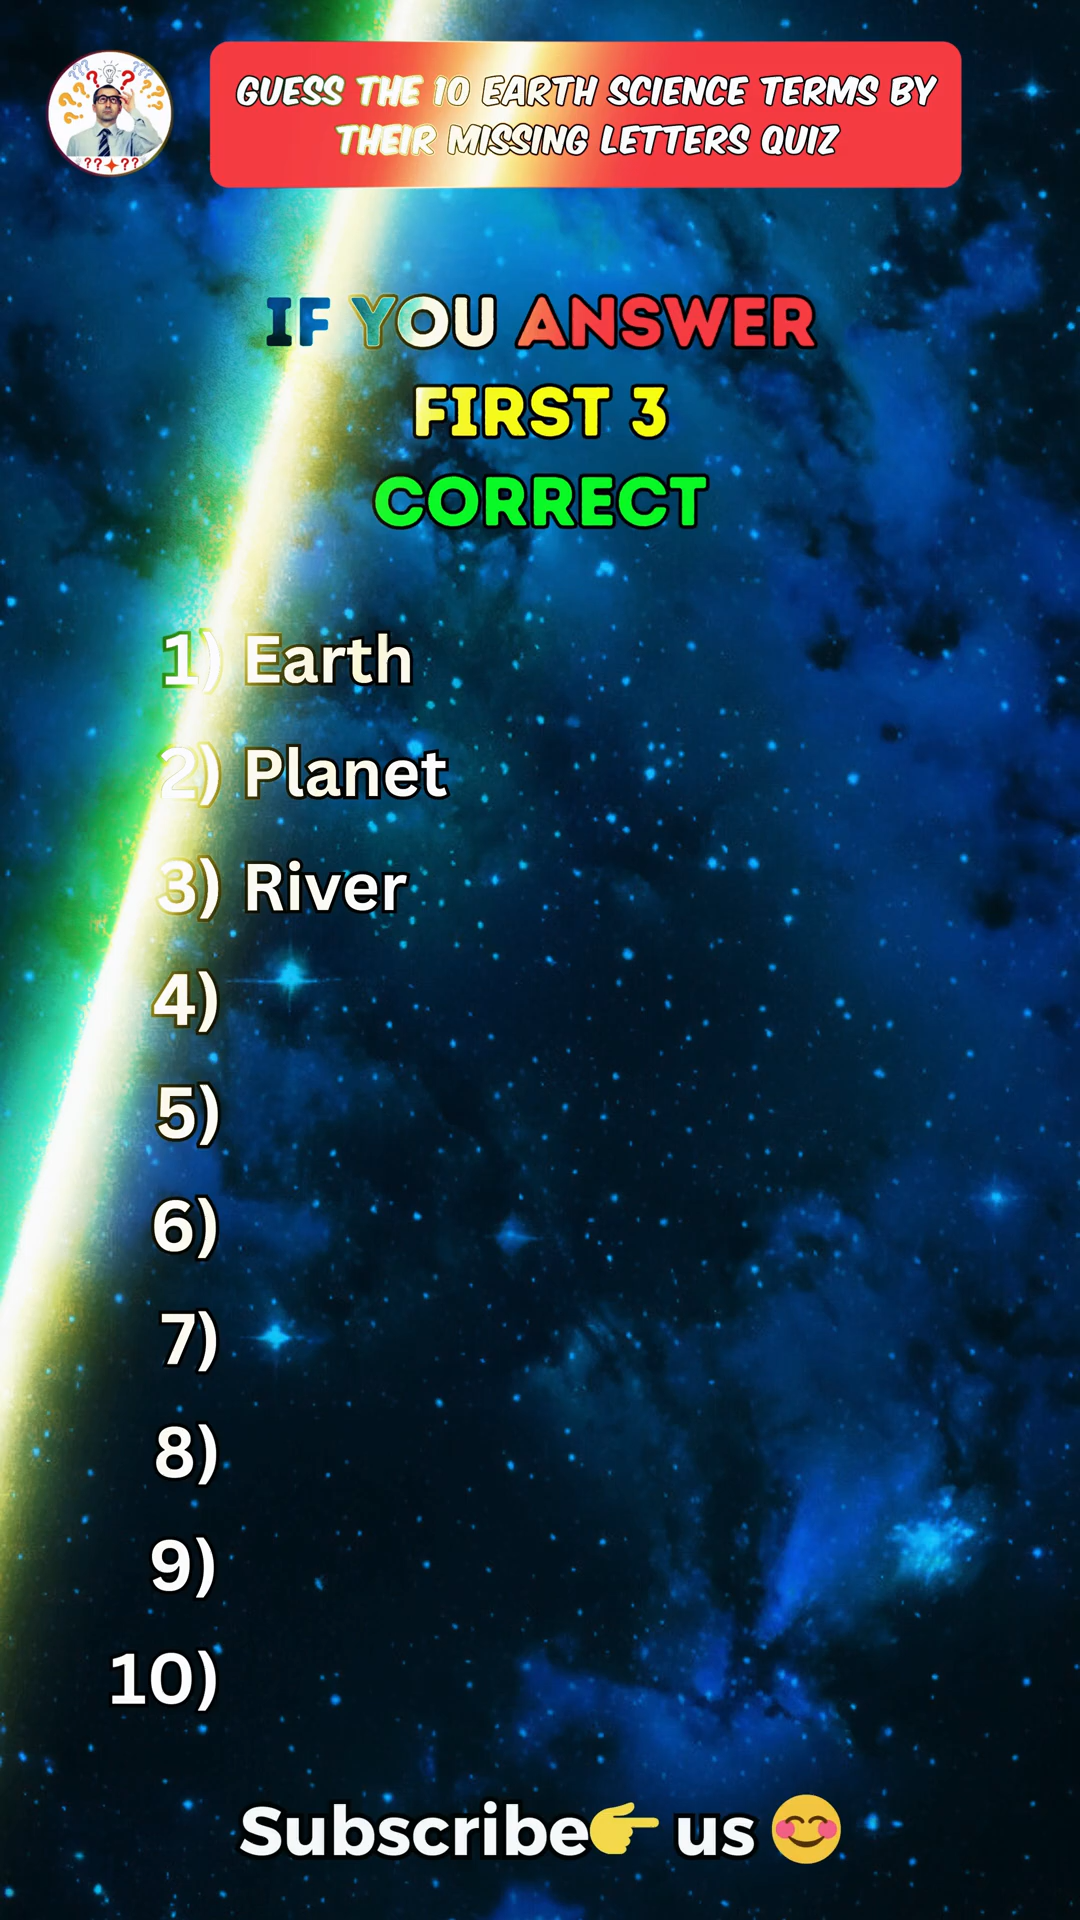 GUESS THE 10 EARTH SCIENCE TERMS BY
THEIR MISSING LETTERS QUIZ
IF YOU ANSWER
FIRST 3
CORRECT
1) Earth
2) Planet
3) River
4)
5)
6)
7)
8)
9)
10)
Subscribe👉 us 😊